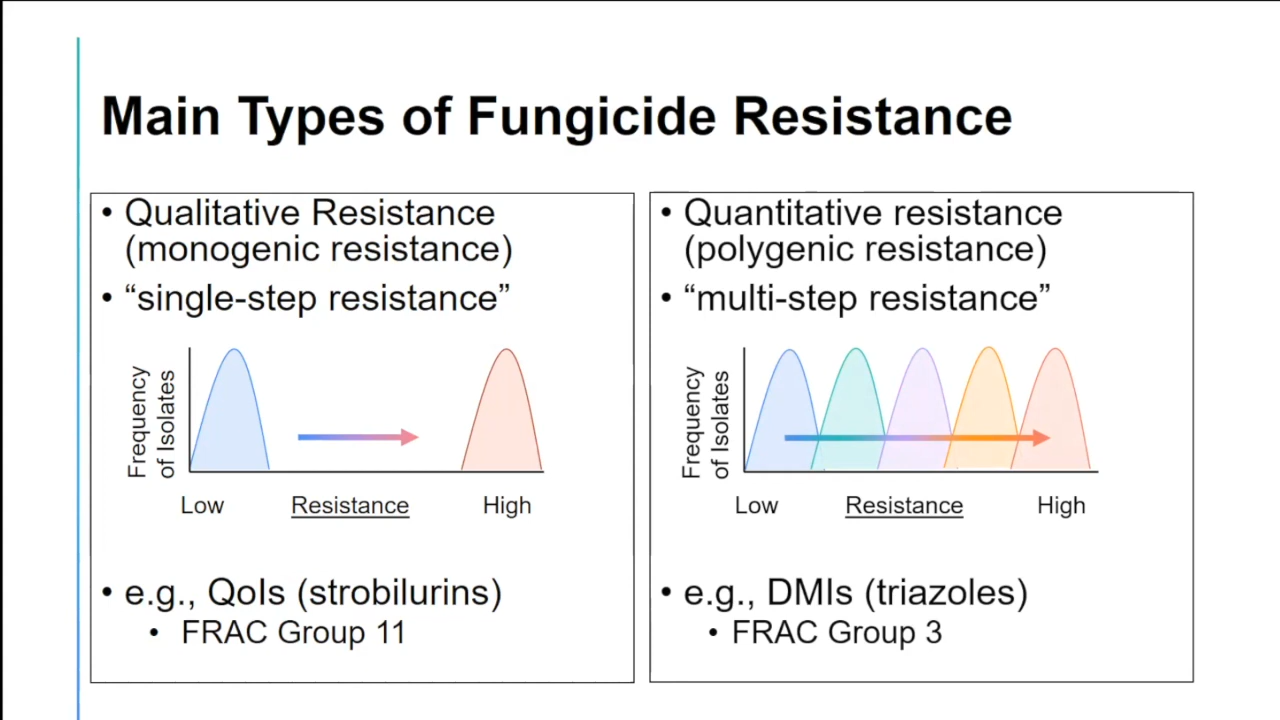 Main Types of Fungicide Resistance
• Qualitative Resistance
(monogenic resistance)
• “single-step resistance”
Frequency
of Isolates
Low Resistance High
• e.g., QoIs (strobilurins)
• FRAC Group 11
• Quantitative resistance
(polygenic resistance)
• “multi-step resistance”
Frequency
of Isolates
Low Resistance High
• e.g., DMIs (triazoles)
• FRAC Group 3